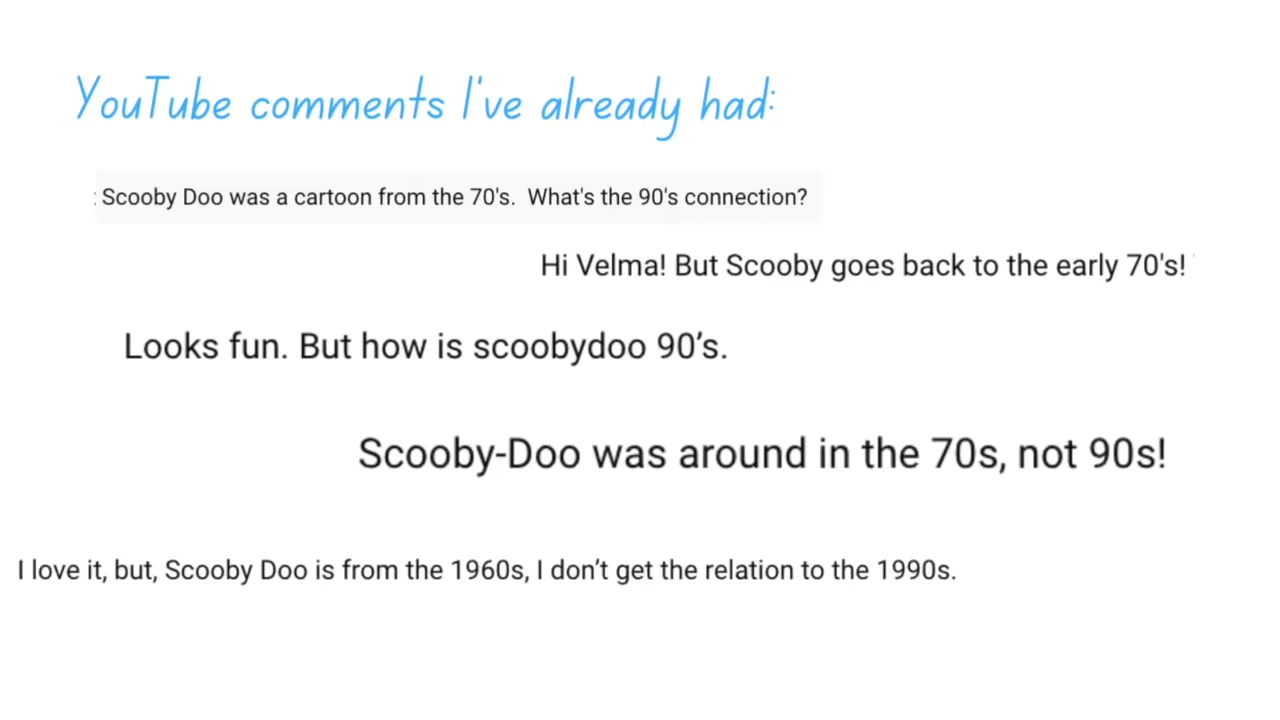 YouTube comments I've already had:
: Scooby Doo was a cartoon from the 70's.  What's the 90's connection?
Hi Velma! But Scooby goes back to the early 70's!
Looks fun. But how is scoobydoo 90’s.
Scooby-Doo was around in the 70s, not 90s!
I love it, but, Scooby Doo is from the 1960s, I don’t get the relation to the 1990s.